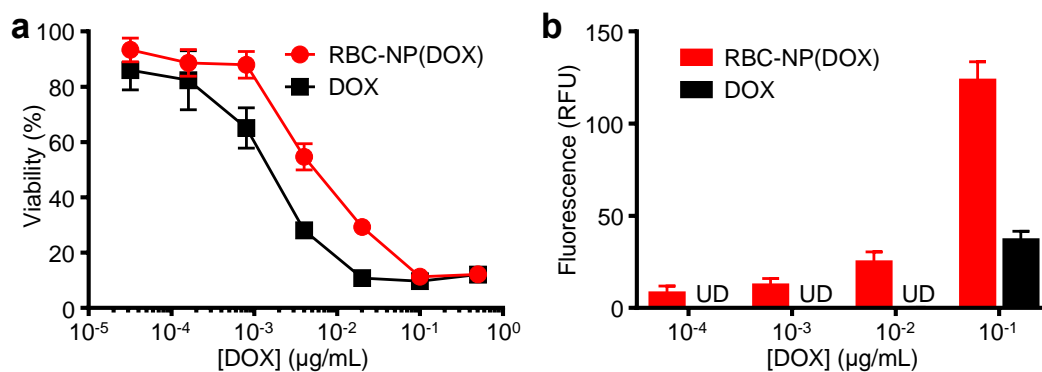 a
Viability (%)
100
80
60
40
20
0
10⁻⁵ 10⁻⁴ 10⁻³ 10⁻² 10⁻¹ 10⁰
[DOX] (µg/mL)
RBC-NP(DOX)
DOX
b
Fluorescence (RFU)
150
100
50
0
RBC-NP(DOX)
DOX
UD UD UD
10⁻⁴ 10⁻³ 10⁻² 10⁻¹
[DOX] (µg/mL)